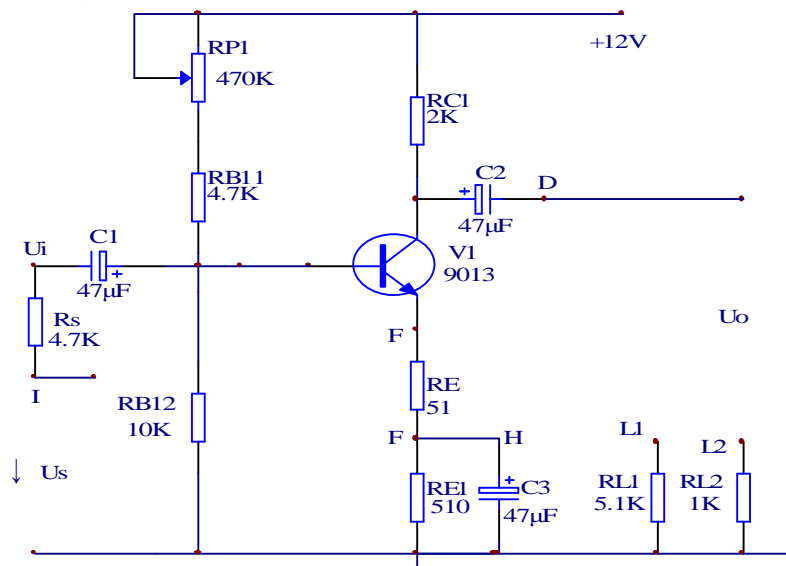 +12V
RP1
470K
RC1
2K
RB11
4.7K
C2
+
47μF
D
Ui
C1
+
47μF
V1
9013
Rs
4.7K
Uo
F
I
RB12
10K
RE
51
F
H
L1
L2
↓ Us
RE1
510
+
C3
47μF
RL1
5.1K
RL2
1K